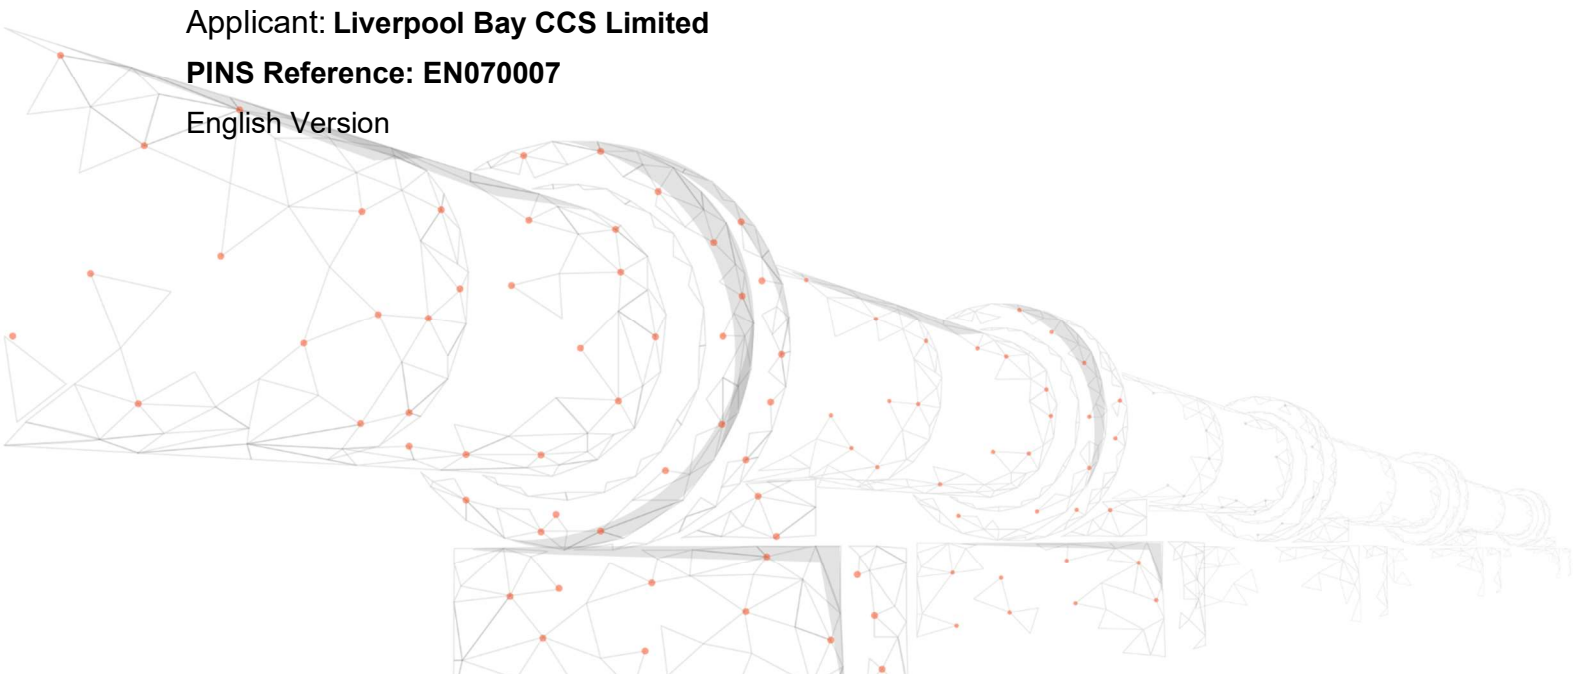 Applicant: Liverpool Bay CCS Limited
PINS Reference: EN070007
English Version